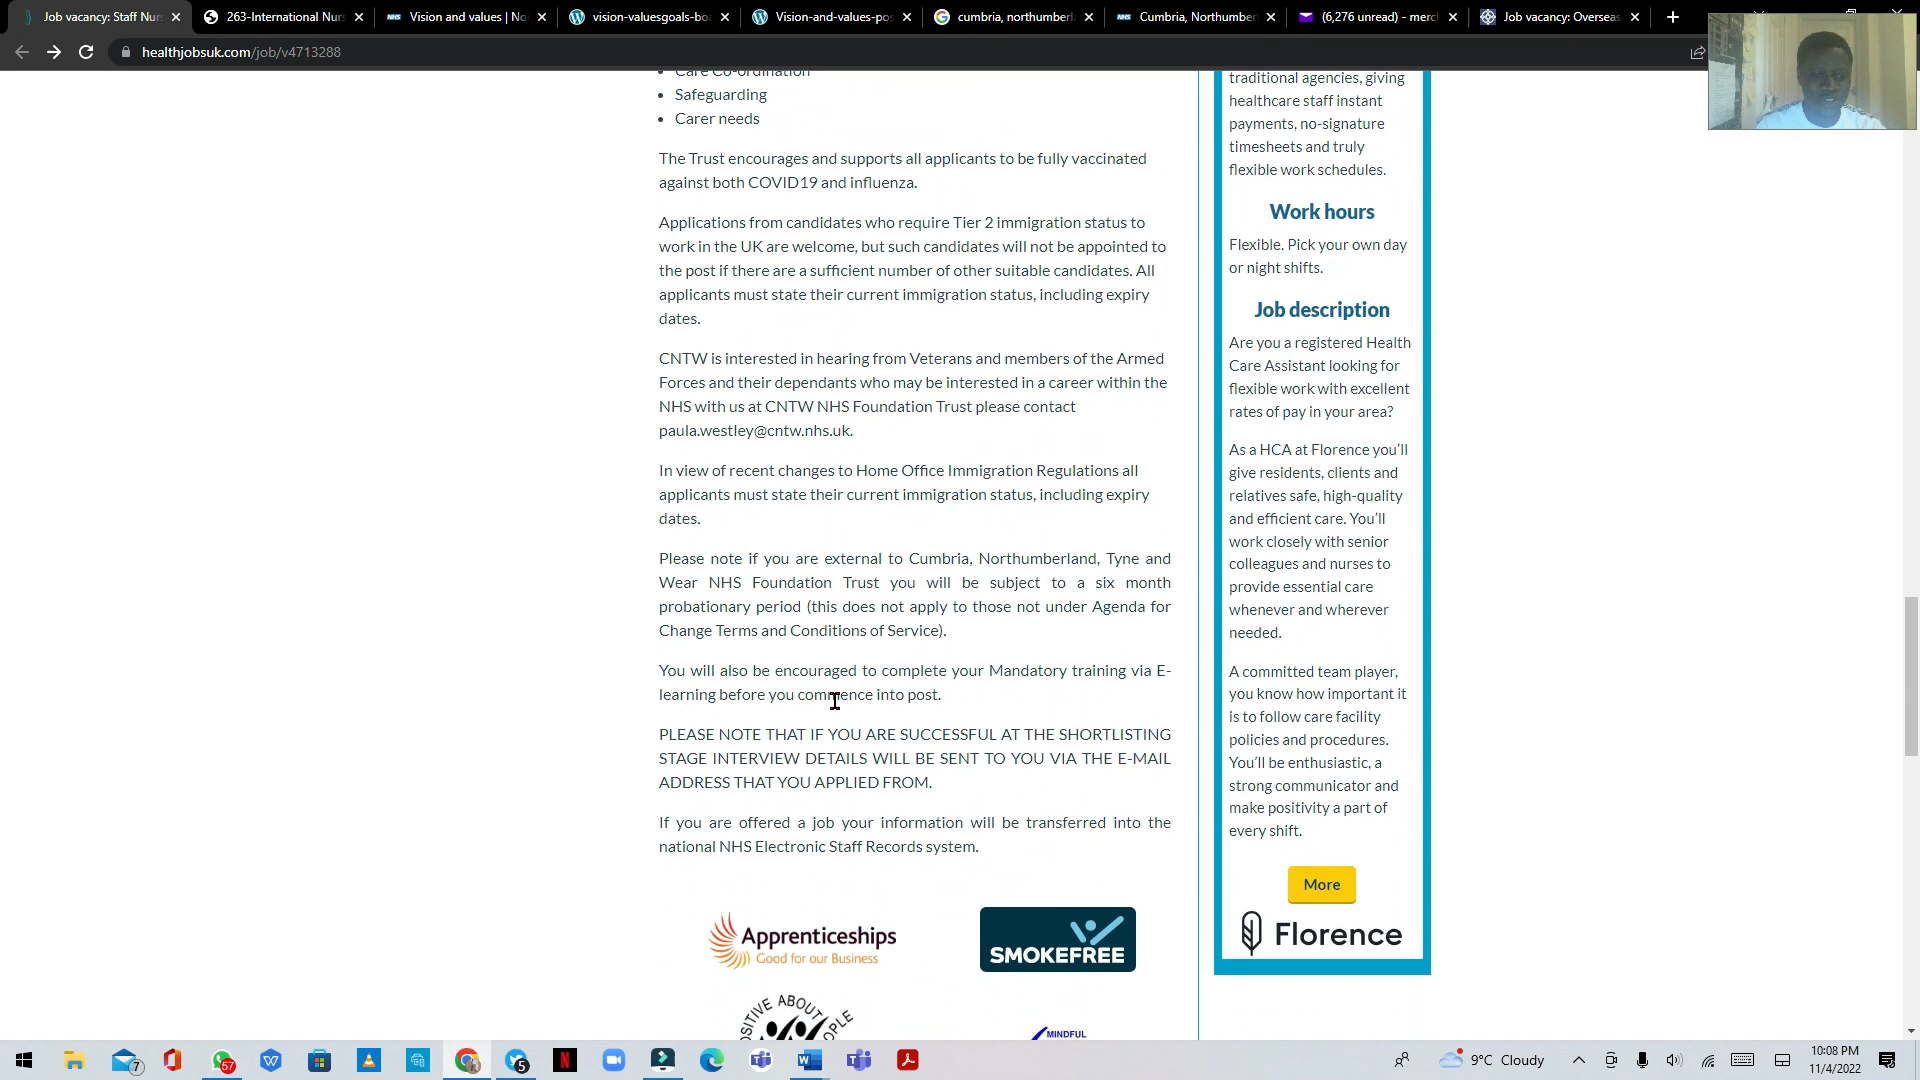 Job vacancy: Staff Nur
263-International Nur
Vision and values | No
vision-valuesgoals-bo
Vision-and-values-pos
cumbria, northumberl
Cumbria, Northumber
(6,276 unread) - merc
Job vacancy: Overseas
healthjobsuk.com/job/v4713288
Care Co-ordination
Safeguarding
Carer needs
The Trust encourages and supports all applicants to be fully vaccinated
against both COVID19 and influenza.
Applications from candidates who require Tier 2 immigration status to
work in the UK are welcome, but such candidates will not be appointed to
the post if there are a sufficient number of other suitable candidates. All
applicants must state their current immigration status, including expiry
dates.
CNTW is interested in hearing from Veterans and members of the Armed
Forces and their dependants who may be interested in a career within the
NHS with us at CNTW NHS Foundation Trust please contact
paula.westley@cntw.nhs.uk.
In view of recent changes to Home Office Immigration Regulations all
applicants must state their current immigration status, including expiry
dates.
Please note if you are external to Cumbria, Northumberland, Tyne and
Wear NHS Foundation Trust you will be subject to a six month
probationary period (this does not apply to those not under Agenda for
Change Terms and Conditions of Service).
You will also be encouraged to complete your Mandatory training via E-
learning before you commence into post.
PLEASE NOTE THAT IF YOU ARE SUCCESSFUL AT THE SHORTLISTING
STAGE INTERVIEW DETAILS WILL BE SENT TO YOU VIA THE E-MAIL
ADDRESS THAT YOU APPLIED FROM.
If you are offered a job your information will be transferred into the
national NHS Electronic Staff Records system.
Apprenticeships
Good for our Business
SMOKEFREE
SITIVE ABOUT
OPLE
MINDFUL
traditional agencies, giving
healthcare staff instant
payments, no-signature
timesheets and truly
flexible work schedules.
Work hours
Flexible. Pick your own day
or night shifts.
Job description
Are you a registered Health
Care Assistant looking for
flexible work with excellent
rates of pay in your area?
As a HCA at Florence you'll
give residents, clients and
relatives safe, high-quality
and efficient care. You'll
work closely with senior
colleagues and nurses to
provide essential care
whenever and wherever
needed.
A committed team player,
you know how important it
is to follow care facility
policies and procedures.
You'll be enthusiastic, a
strong communicator and
make positivity a part of
every shift.
More
Florence
7
57
5
9°C Cloudy
10:08 PM
11/4/2022